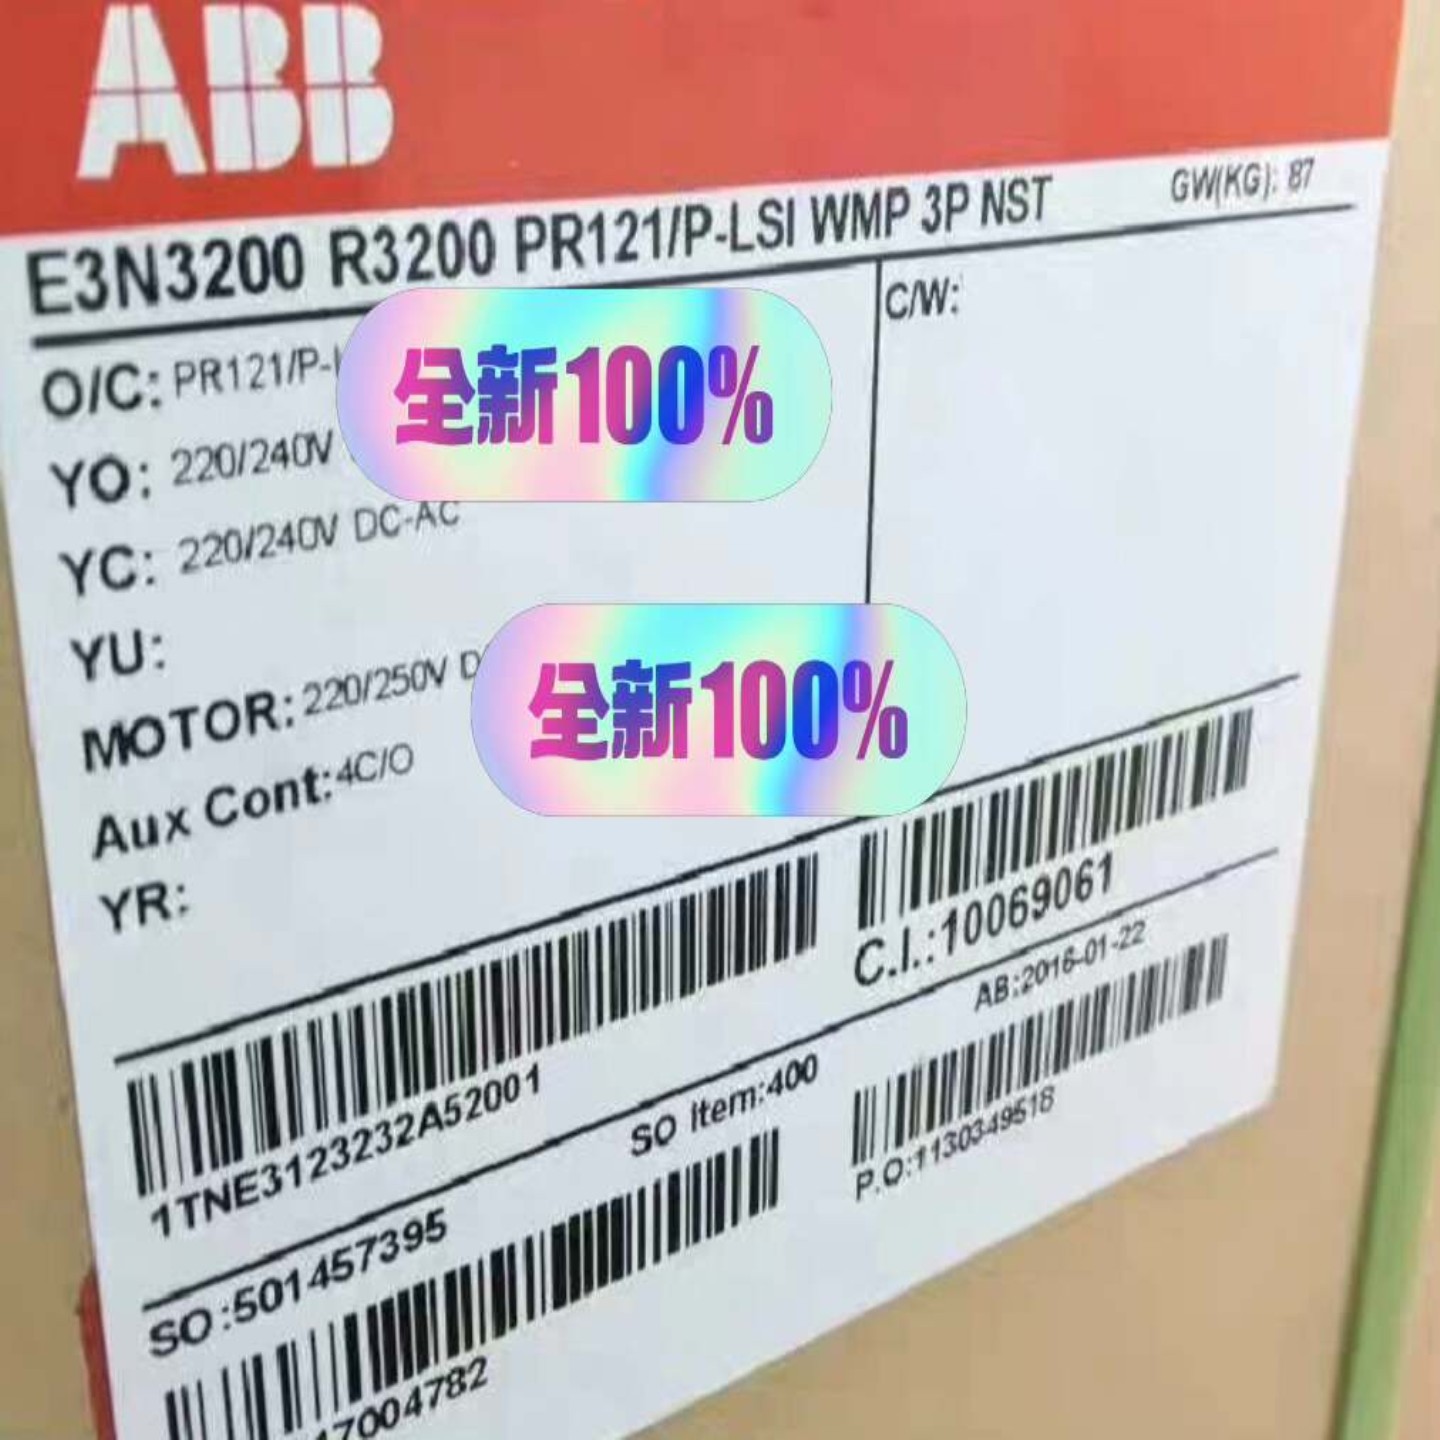 ABB
E3N3200 R3200 PR121/P-LSI WMP 3P NST
GW(KG): 87
O/C: PR121/P-
全新100%
C/W:
YO: 220/240V
YC: 220/240V DC-AC
YU:
MOTOR: 220/250V D
全新100%
Aux Cont: 4C/O
YR:
C.I.:10069061
1TNE3123232A52001
AB:2016-01-22
SO Item:400
P.O:1130349518
SO:501457395
7004782